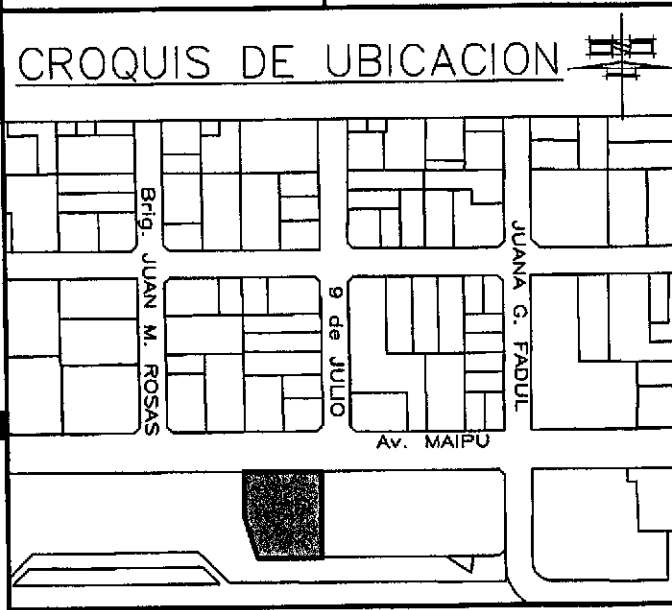 CROQUIS DE UBICACION
Brig. JUAN M. ROSAS
9 de JULIO
JUANA G. FADUL
Av. MAIPU